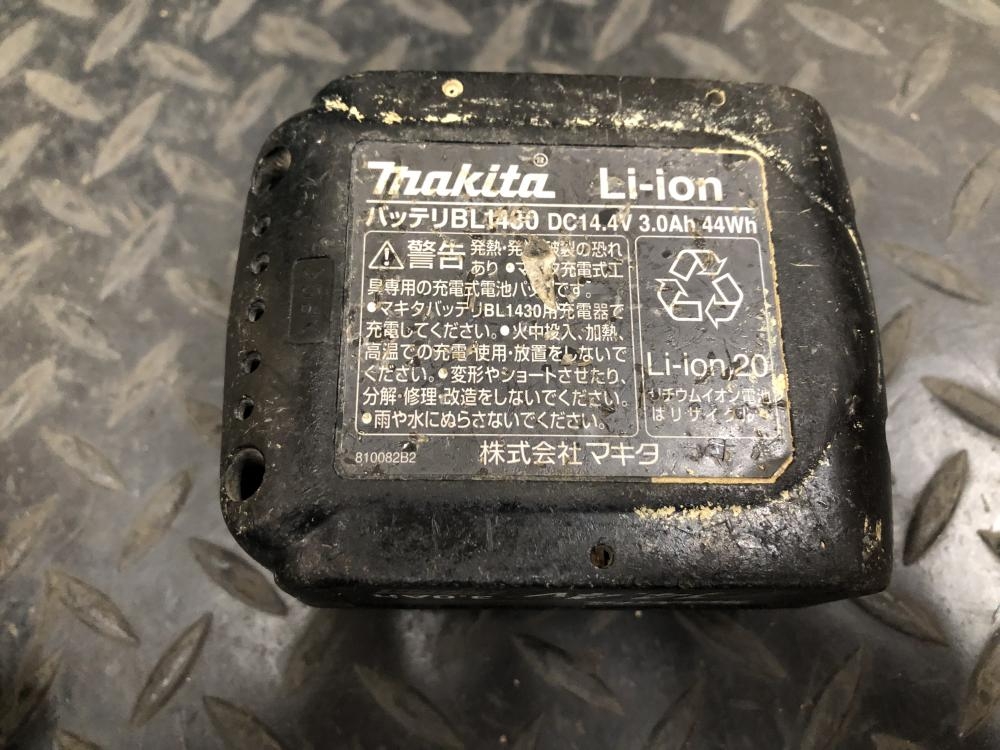 makita Li-ion
バッテリBL1430 DC14.4V 3.0Ah 44Wh
警告 発熱・発 破裂の恐れ
あり ●マ タ充電式工
具専用の充電式電池パ です。
●マキタバッテリBL1430用充電器で
充電してください。●火中投入、加熱、
高温での充電・使用・放置をしないで
ください。●変形やショートさせたり、
分解・修理・改造をしないでください。
●雨や水にぬらさないでください。
Li-ion 20
リチウムイオン電池
はリサイクルへ
810082B2 株式会社 マキタ